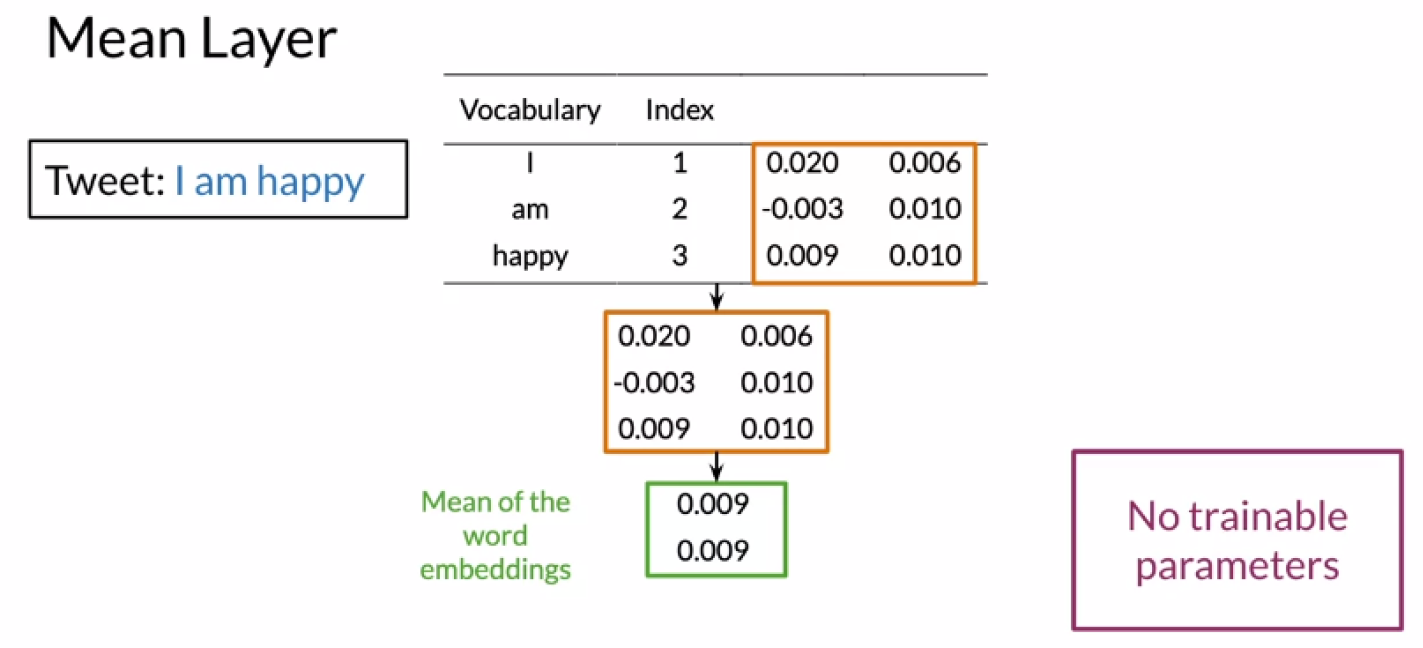 Mean Layer
Tweet: I am happy
Vocabulary Index
I 1 0.020 0.006
am 2 -0.003 0.010
happy 3 0.009 0.010
0.020 0.006
-0.003 0.010
0.009 0.010
Mean of the
word
embeddings
0.009
0.009
No trainable
parameters